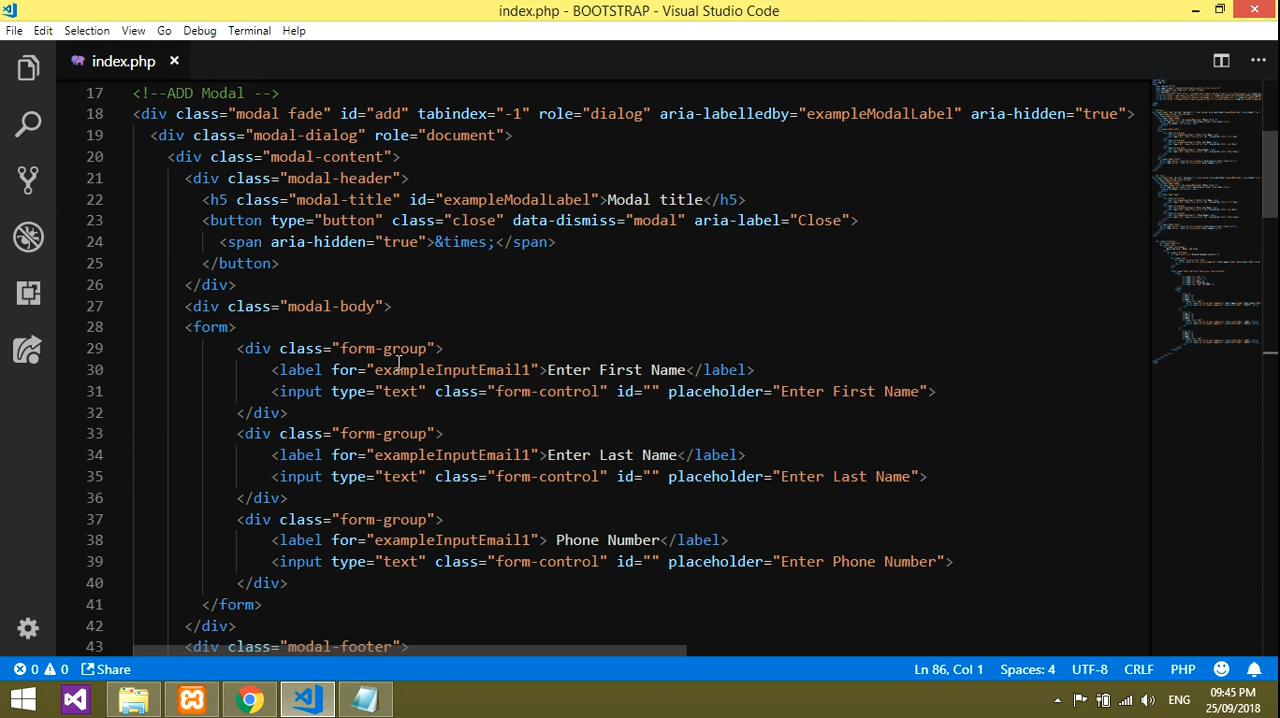 index.php - BOOTSTRAP - Visual Studio Code
File Edit Selection View Go Debug Terminal Help
index.php
17 <!--ADD Modal -->
18 <div class="modal fade" id="add" tabindex="-1" role="dialog" aria-labelledby="exampleModalLabel" aria-hidden="true">
19 <div class="modal-dialog" role="document">
20 <div class="modal-content">
21 <div class="modal-header">
22 <h5 class="modal-title" id="exampleModalLabel">Modal title</h5>
23 <button type="button" class="close" data-dismiss="modal" aria-label="Close">
24 <span aria-hidden="true">&times;</span>
25 </button>
26 </div>
27 <div class="modal-body">
28 <form>
29 <div class="form-group">
30 <label for="exampleInputEmail1">Enter First Name</label>
31 <input type="text" class="form-control" id="" placeholder="Enter First Name">
32 </div>
33 <div class="form-group">
34 <label for="exampleInputEmail1">Enter Last Name</label>
35 <input type="text" class="form-control" id="" placeholder="Enter Last Name">
36 </div>
37 <div class="form-group">
38 <label for="exampleInputEmail1"> Phone Number</label>
39 <input type="text" class="form-control" id="" placeholder="Enter Phone Number">
40 </div>
41 </form>
42 </div>
43 <div class="modal-footer">
0 0 Share Ln 86, Col 1 Spaces: 4 UTF-8 CRLF PHP
ENG
09:45 PM
25/09/2018